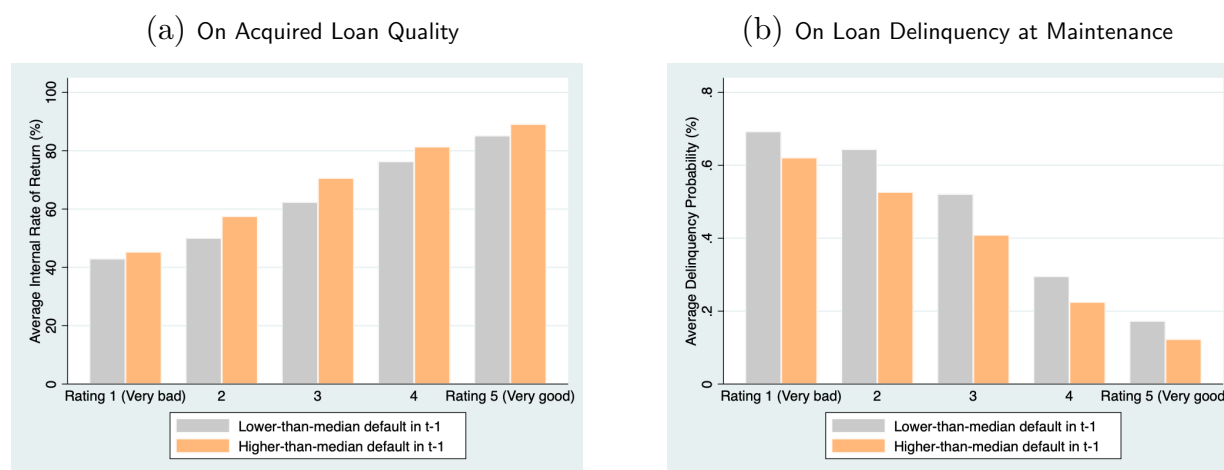 (a) On Acquired Loan Quality
Average Internal Rate of Return (%)
100
80
60
40
20
0
Rating 1 (Very bad) 2 3 4 Rating 5 (Very good)
Lower-than-median default in t-1
Higher-than-median default in t-1
(b) On Loan Delinquency at Maintenance
Average Delinquency Probability (%)
.8
.6
.4
.2
0
Rating 1 (Very bad) 2 3 4 Rating 5 (Very good)
Lower-than-median default in t-1
Higher-than-median default in t-1